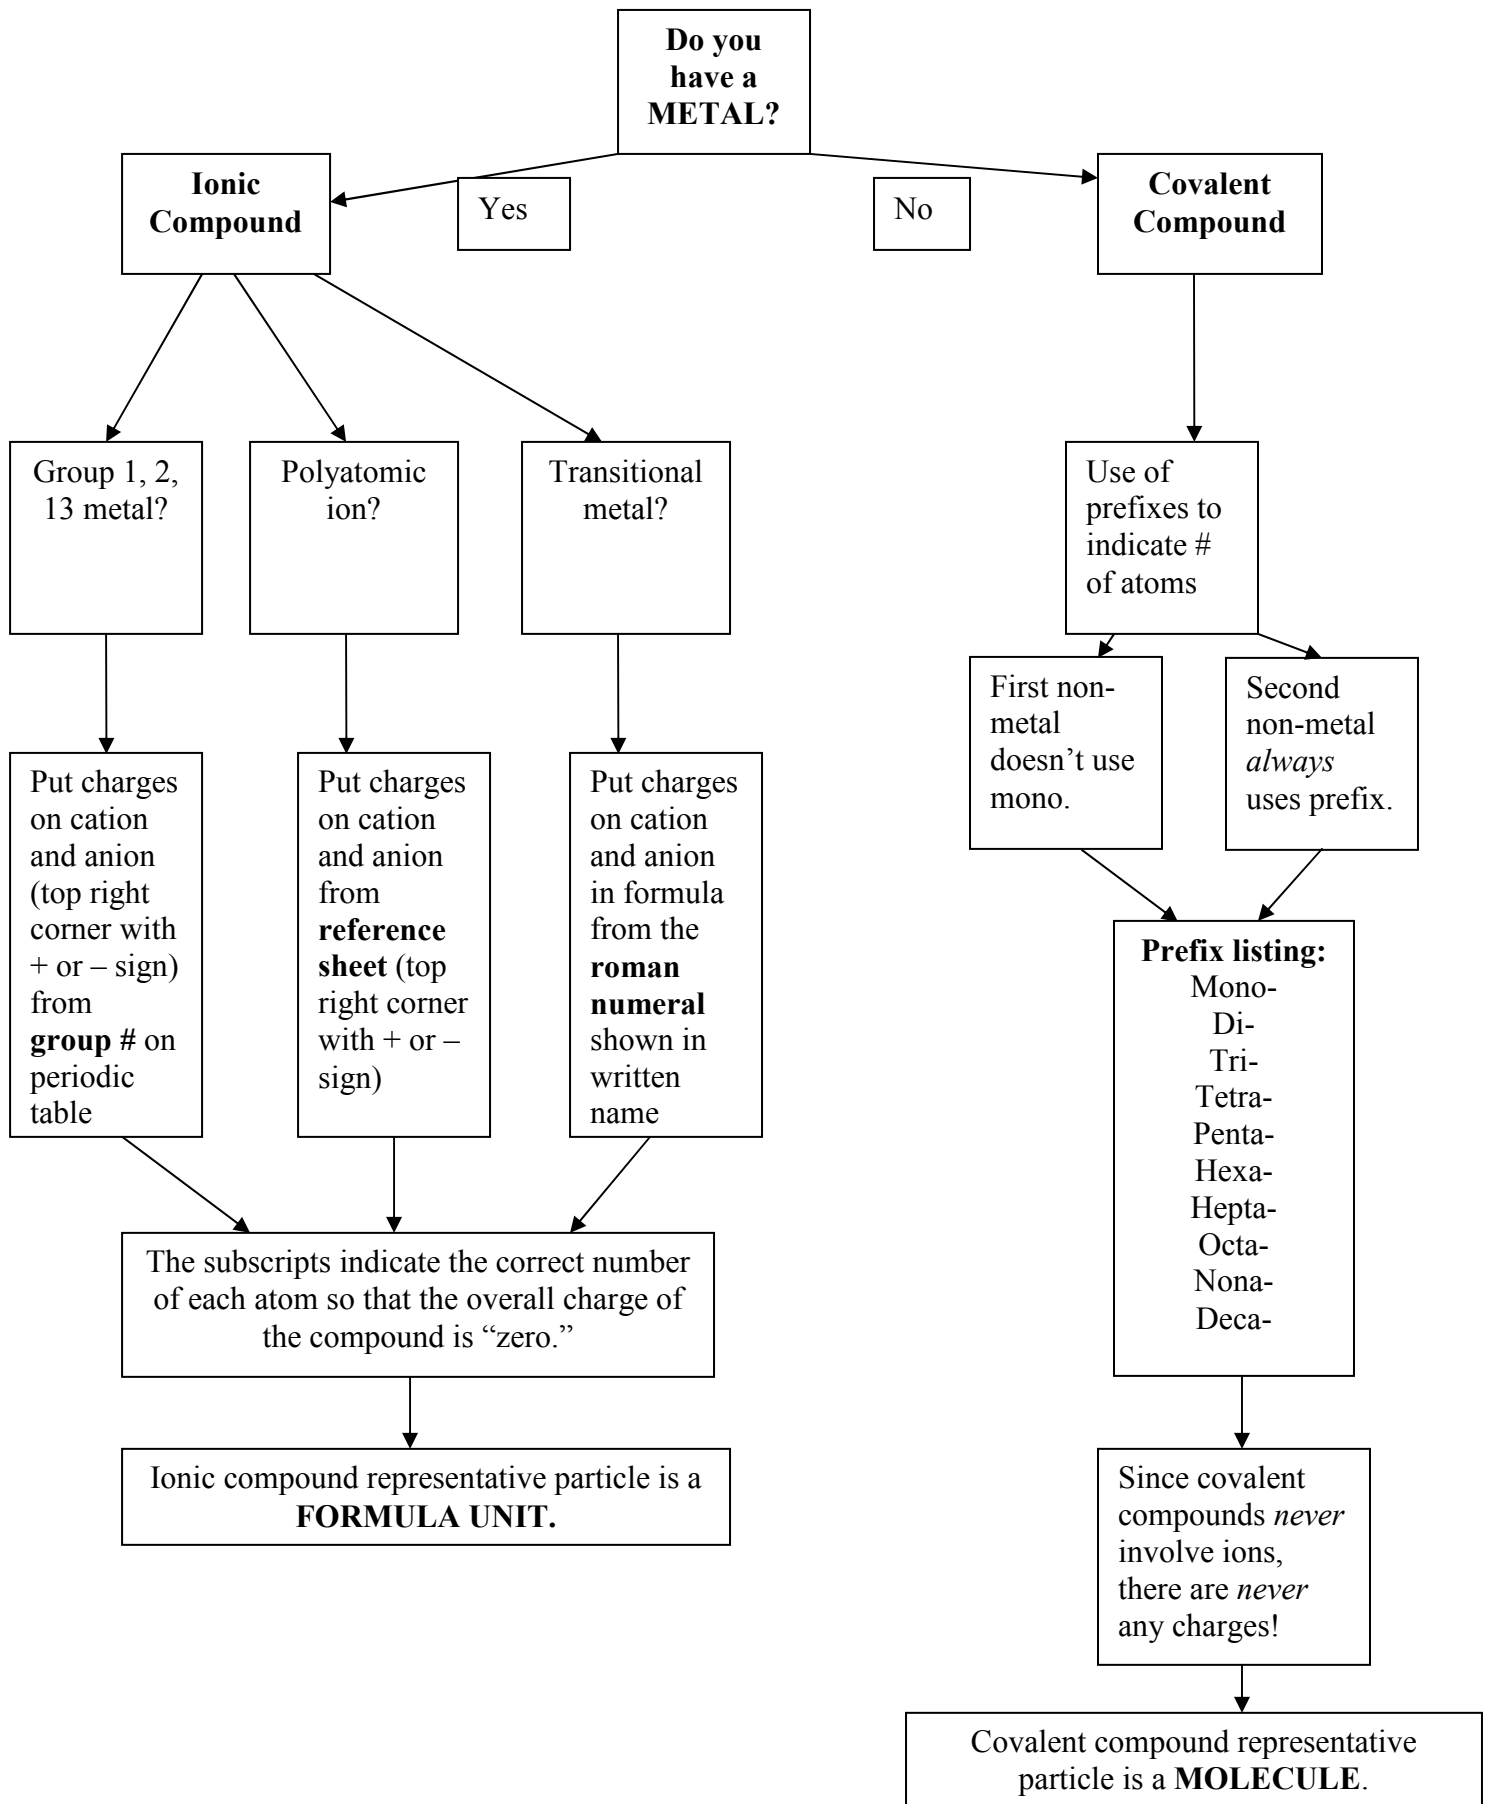 Do you
have a
METAL?
Ionic
Compound
Yes
No
Covalent
Compound
Group 1, 2,
13 metal?
Polyatomic
ion?
Transitional
metal?
Use of
prefixes to
indicate #
of atoms
First non-
metal
doesn’t use
mono.
Second
non-metal
always
uses prefix.
Put charges
on cation
and anion
(top right
corner with
+ or – sign)
from
group # on
periodic
table
Put charges
on cation
and anion
from
reference
sheet (top
right corner
with + or –
sign)
Put charges
on cation
and anion
in formula
from the
roman
numeral
shown in
written
name
Prefix listing:
Mono-
Di-
Tri-
Tetra-
Penta-
Hexa-
Hepta-
Octa-
Nona-
Deca-
The subscripts indicate the correct number
of each atom so that the overall charge of
the compound is “zero.”
Ionic compound representative particle is a
FORMULA UNIT.
Since covalent
compounds never
involve ions,
there are never
any charges!
Covalent compound representative
particle is a MOLECULE.